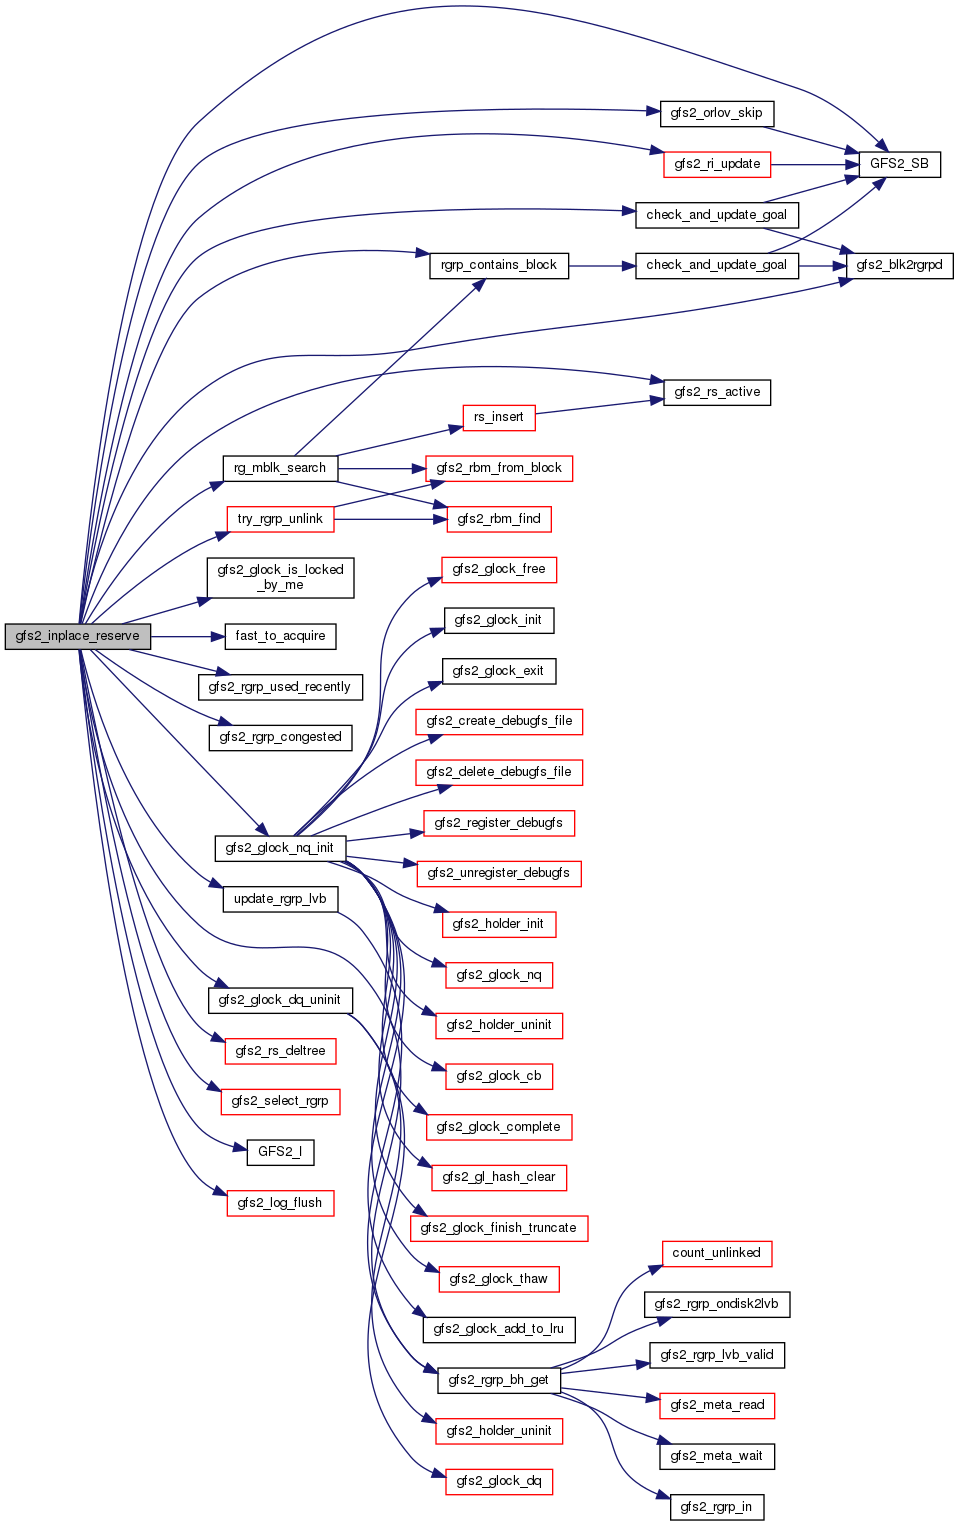 gfs2_orlov_skip
gfs2_ri_update
GFS2_SB
check_and_update_goal
rgrp_contains_block
check_and_update_goal
gfs2_blk2rgrpd
gfs2_rs_active
rs_insert
rg_mblk_search
gfs2_rbm_from_block
try_rgrp_unlink
gfs2_rbm_find
gfs2_glock_is_locked
_by_me
gfs2_glock_free
gfs2_inplace_reserve
fast_to_acquire
gfs2_glock_init
gfs2_glock_exit
gfs2_rgrp_used_recently
gfs2_create_debugfs_file
gfs2_rgrp_congested
gfs2_delete_debugfs_file
gfs2_register_debugfs
gfs2_glock_nq_init
gfs2_unregister_debugfs
update_rgrp_lvb
gfs2_holder_init
gfs2_glock_nq
gfs2_glock_dq_uninit
gfs2_holder_uninit
gfs2_rs_deltree
gfs2_glock_cb
gfs2_select_rgrp
gfs2_glock_complete
GFS2_I
gfs2_gl_hash_clear
gfs2_log_flush
gfs2_glock_finish_truncate
count_unlinked
gfs2_glock_thaw
gfs2_rgrp_ondisk2lvb
gfs2_glock_add_to_lru
gfs2_rgrp_lvb_valid
gfs2_rgrp_bh_get
gfs2_meta_read
gfs2_holder_uninit
gfs2_meta_wait
gfs2_glock_dq
gfs2_rgrp_in